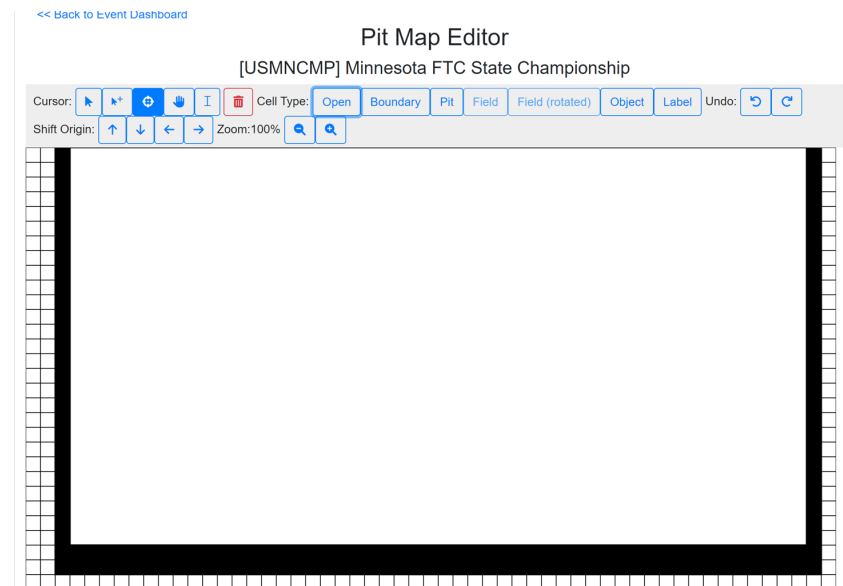 << Back to Event Dashboard
Pit Map Editor
[USMNCMP] Minnesota FTC State Championship
Cursor: Cell Type: Open Boundary Pit Field Field (rotated) Object Label Undo:
Shift Origin: Zoom:100%